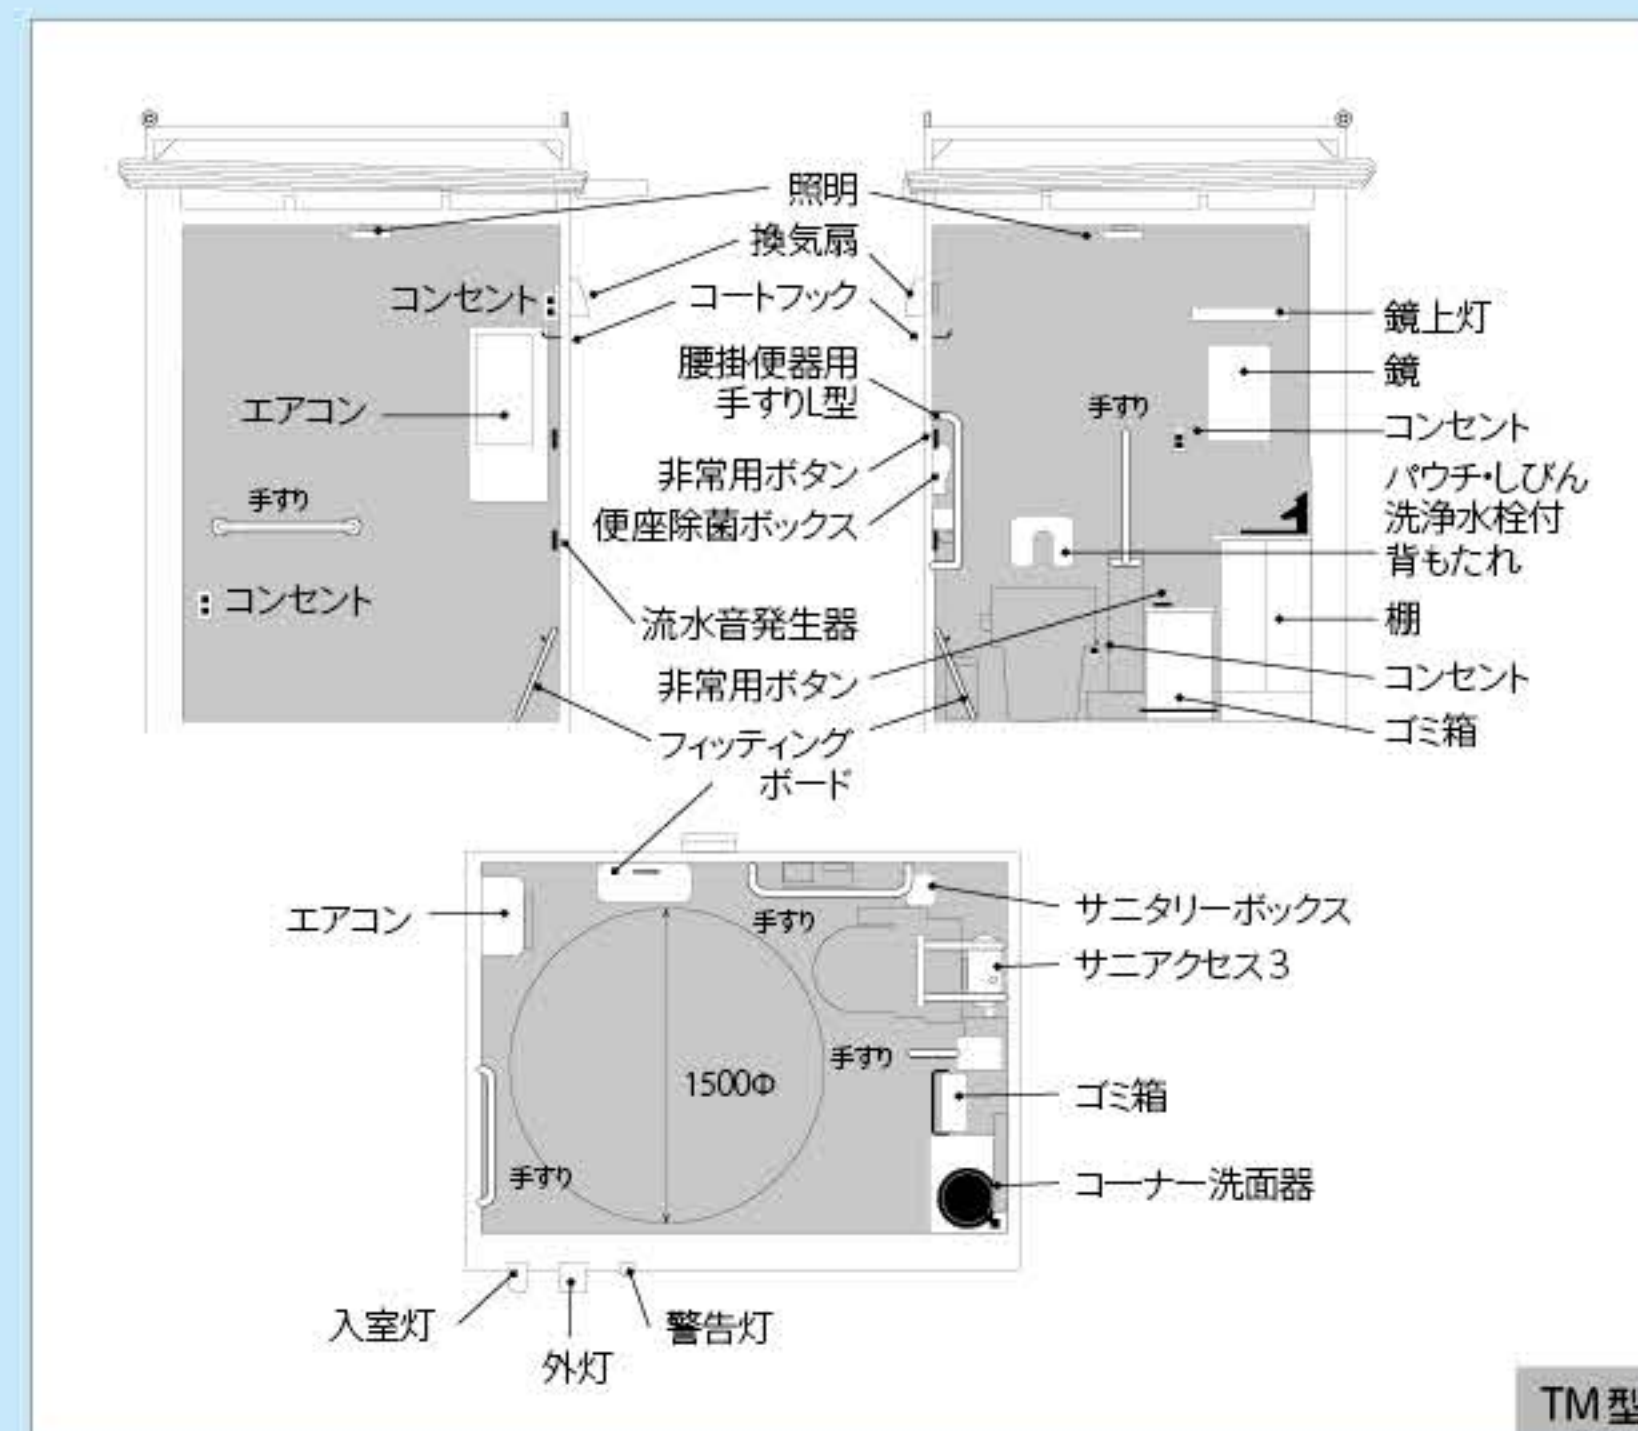 照明
換気扇
コンセント
コートフック
鏡上灯
腰掛便器用
手すりL型
鏡
エアコン
手すり
コンセント
非常用ボタン
パウチ・しびん
洗浄水栓付
手すり
便座除菌ボックス
背もたれ
コンセント
流水音発生器
棚
非常用ボタン
コンセント
フィッティング
ボード
ゴミ箱
エアコン
手すり
サニタリーボックス
サニアクセス3
手すり
1500Φ
ゴミ箱
手すり
コーナー洗面器
入室灯
外灯
警告灯
TM型